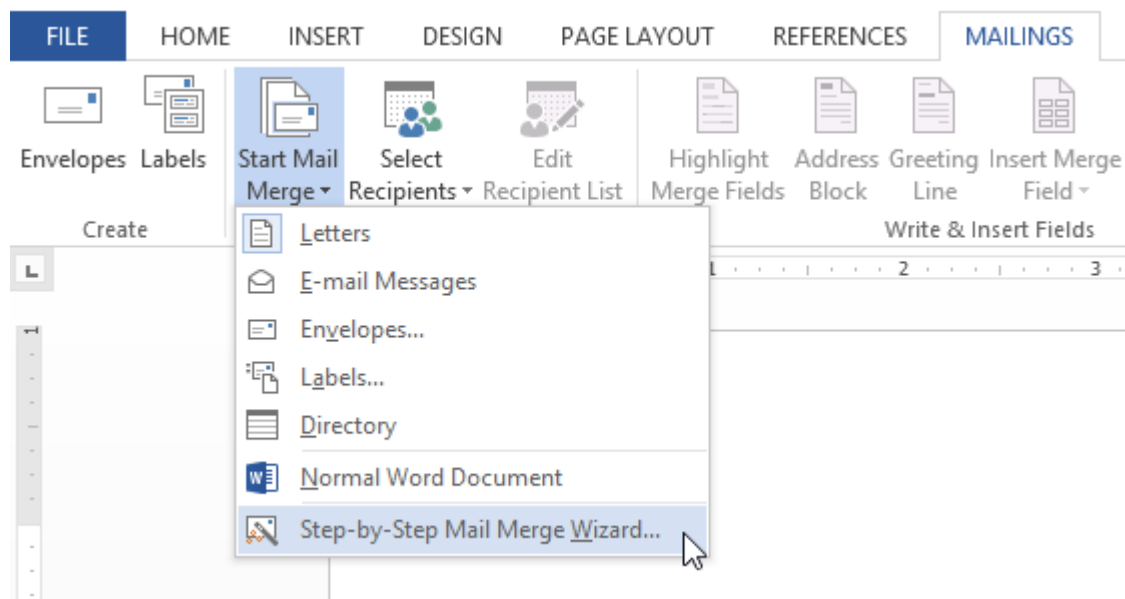 FILE HOME INSERT DESIGN PAGE LAYOUT REFERENCES MAILINGS
Envelopes Labels Start Mail Select Edit Highlight Address Greeting Insert Merge
Merge Recipients Recipient List Merge Fields Block Line Field
Create Write & Insert Fields
Letters
L 1 2 3
E-mail Messages
1
Envelopes...
Labels...
Directory
W Normal Word Document
Step-by-Step Mail Merge Wizard...